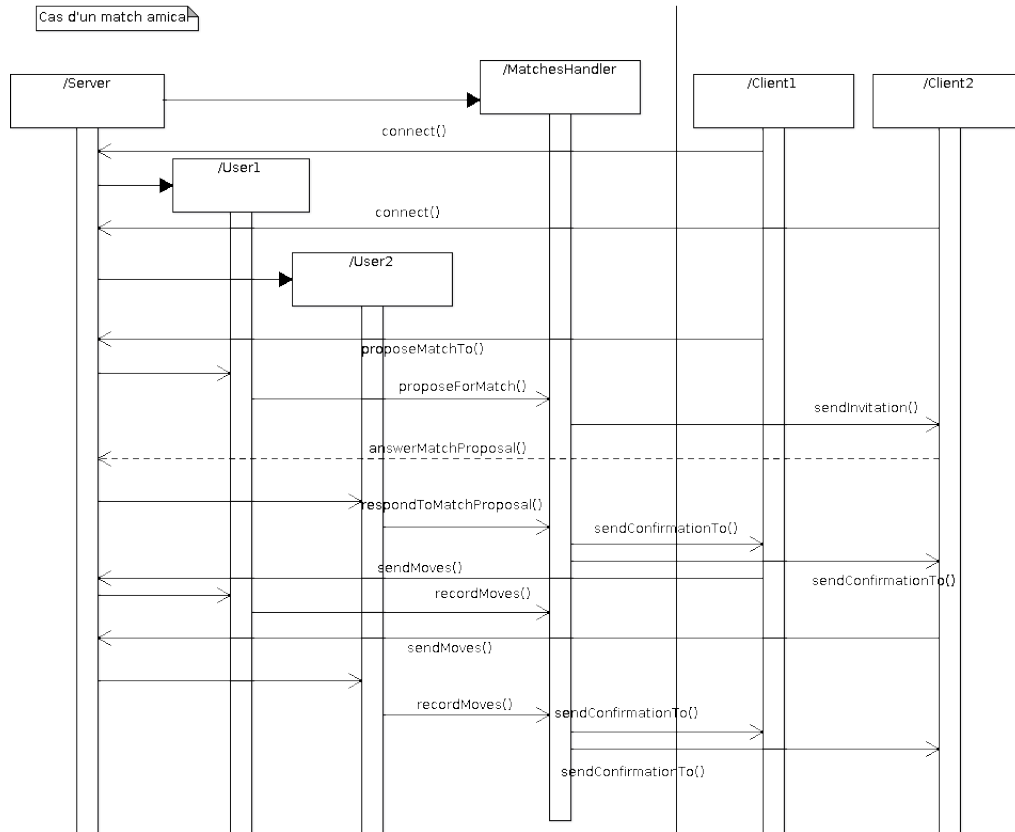 Cas d'un match amical
/Server
/MatchesHandler
/Client1
/Client2
connect()
/User1
connect()
/User2
proposeMatchTo()
proposeForMatch()
sendInvitation()
answerMatchProposal()
respondToMatchProposal()
sendConfirmationTo()
sendMoves()
sendConfirmationTo()
recordMoves()
sendMoves()
recordMoves()
sendConfirmationTo()
sendConfirmationTo()